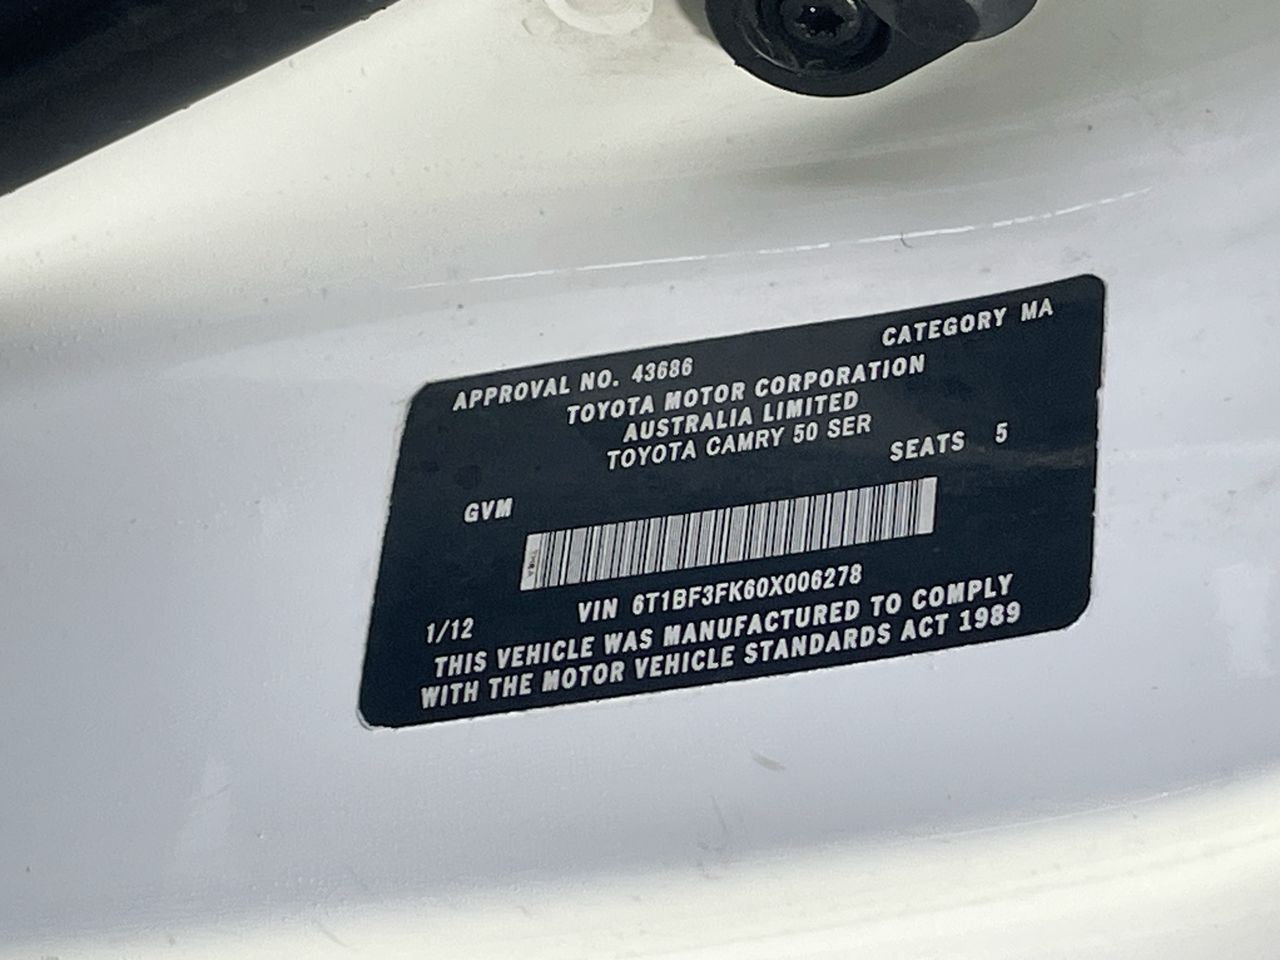 APPROVAL NO. 43686 CATEGORY MA
TOYOTA MOTOR CORPORATION
AUSTRALIA LIMITED
TOYOTA CAMRY 50 SER
SEATS 5
GVM
VIN 6T1BF3FK60X006278
1/12
THIS VEHICLE WAS MANUFACTURED TO COMPLY
WITH THE MOTOR VEHICLE STANDARDS ACT 1989